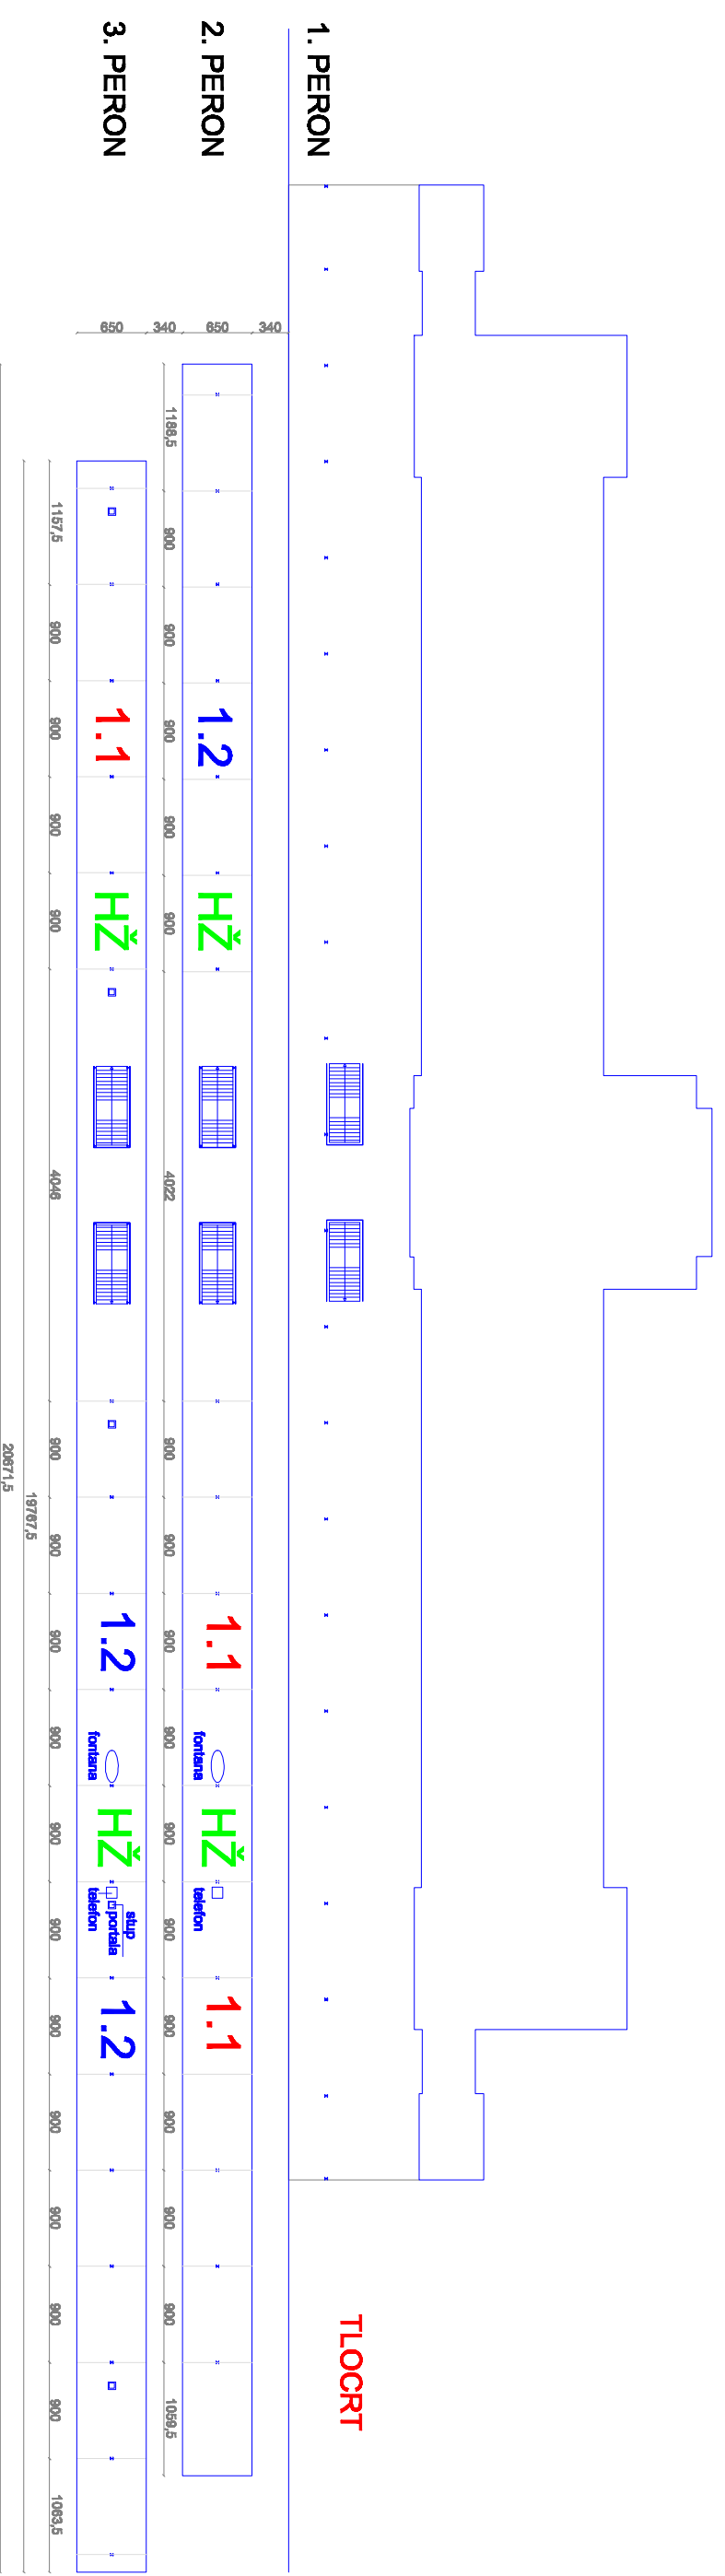 TLOCRT
1. PERON
340
2. PERON
650
1.2 HŽ 1.1 HŽ 1.1
fontana telefon
340
1188,5 900 900 900 900 900 4022 900 900 900 900 900 900 900 900 900 900 1059,5
3. PERON
650
1.1 HŽ 1.2 HŽ 1.2
stup
portala
fontana telefon
1157,5 900 900 900 900 4046 900 900 900 900 900 900 900 900 900 900 900 1063,5
19767,5
20671,5